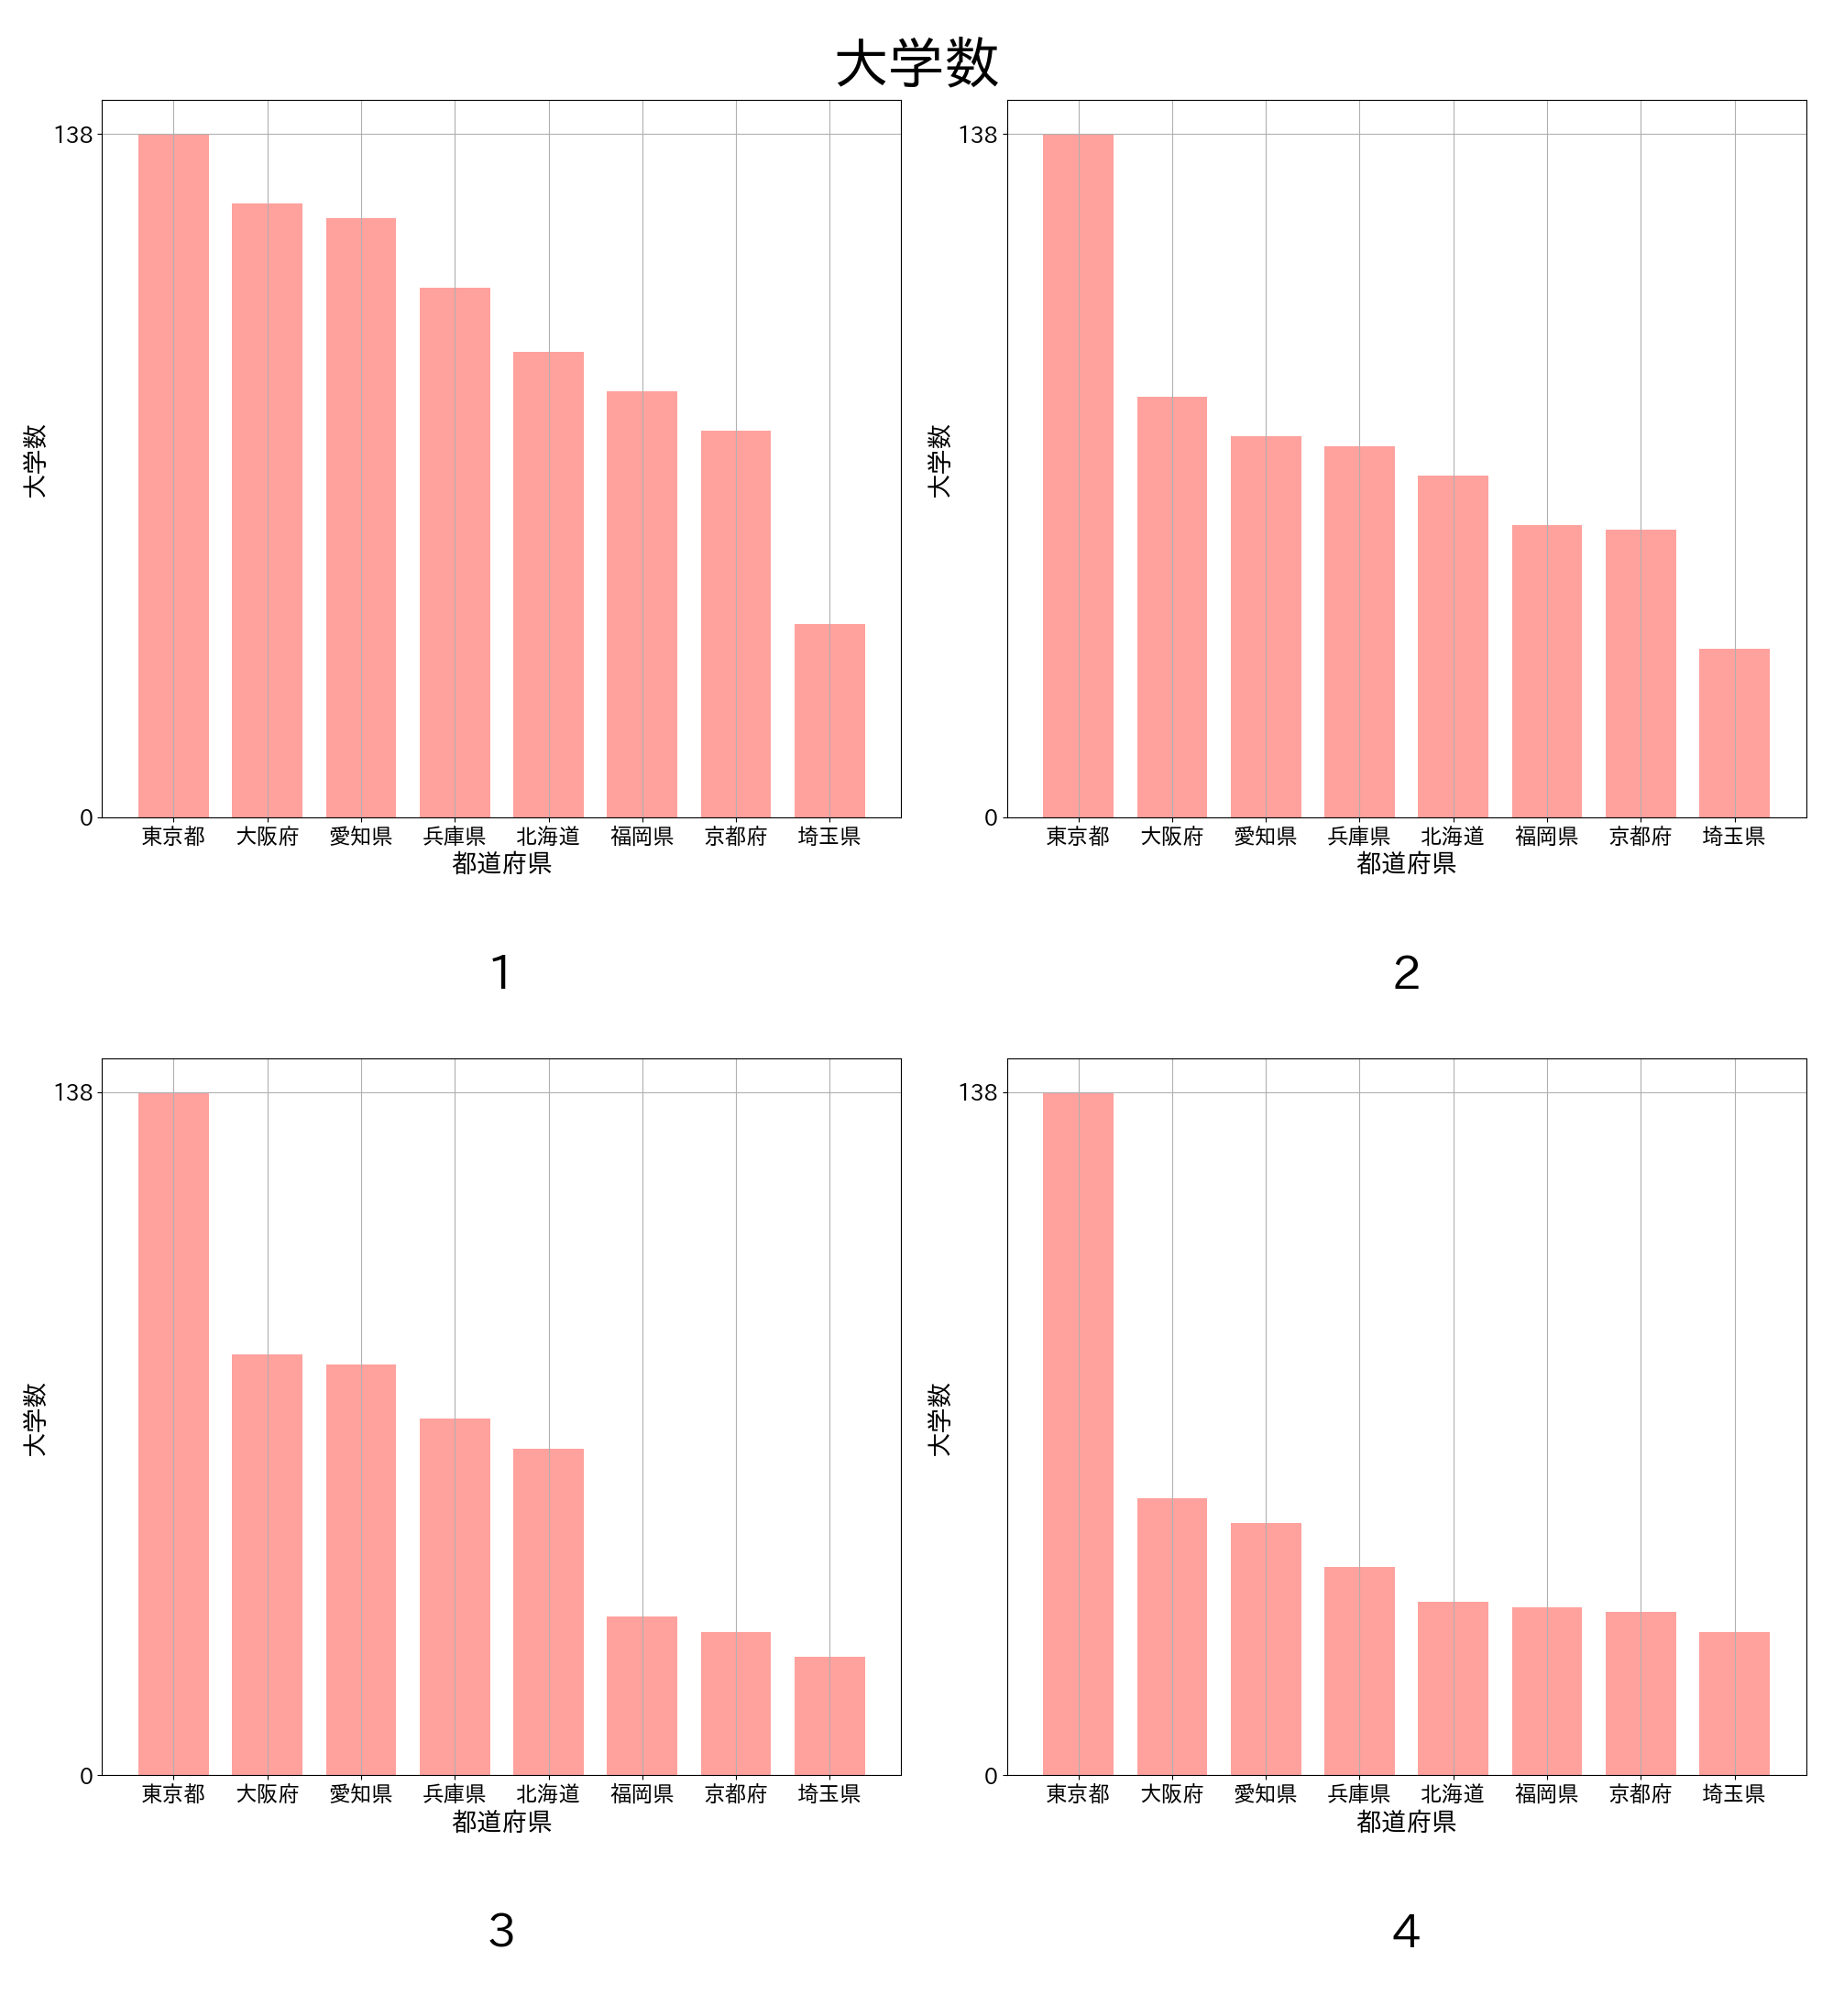 大学数
138
0
大学数
東京都 大阪府 愛知県 兵庫県 北海道 福岡県 京都府 埼玉県
都道府県
1
138
0
大学数
東京都 大阪府 愛知県 兵庫県 北海道 福岡県 京都府 埼玉県
都道府県
2
138
0
大学数
東京都 大阪府 愛知県 兵庫県 北海道 福岡県 京都府 埼玉県
都道府県
3
138
0
大学数
東京都 大阪府 愛知県 兵庫県 北海道 福岡県 京都府 埼玉県
都道府県
4